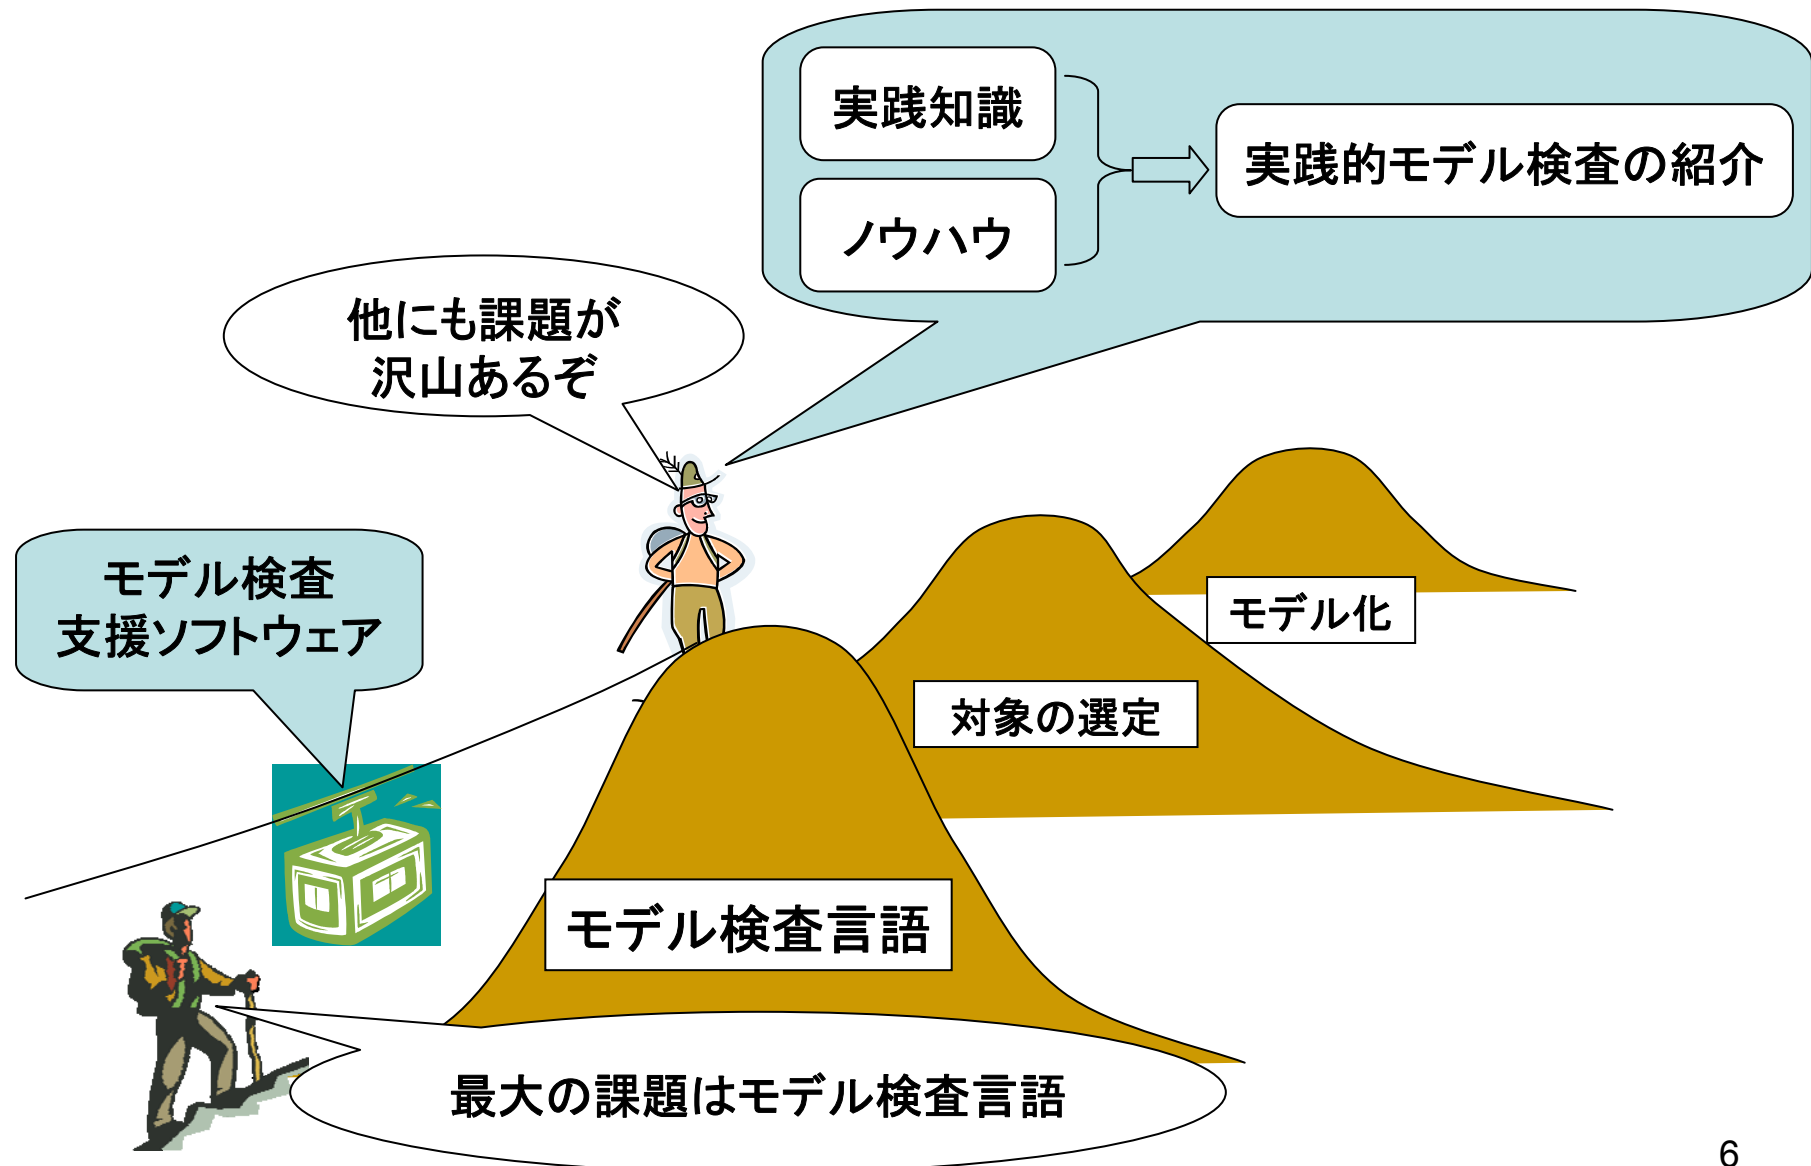 実践知識
ノウハウ
実践的モデル検査の紹介
他にも課題が
沢山あるぞ
モデル検査
支援ソフトウェア
モデル化
対象の選定
モデル検査言語
最大の課題はモデル検査言語
6